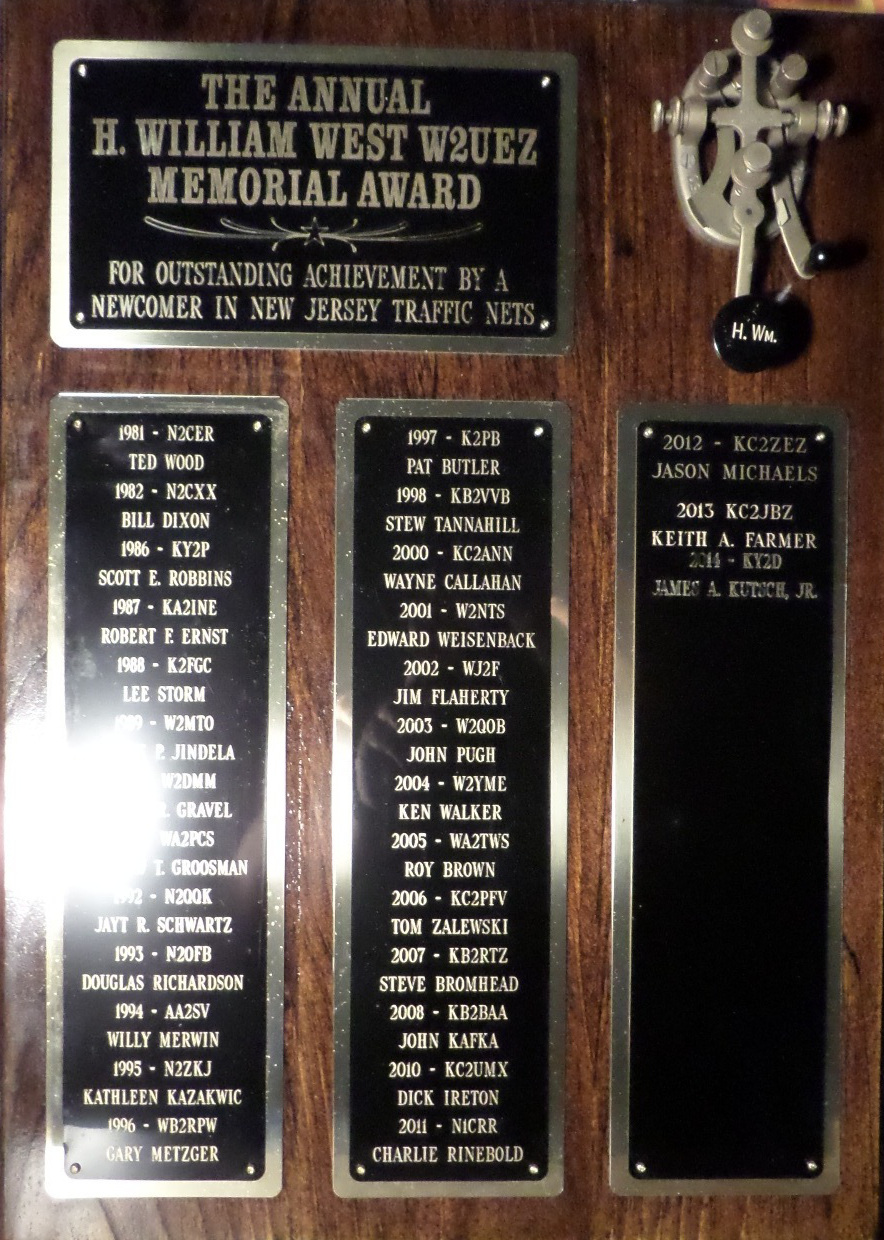 THE ANNUAL
H. WILLIAM WEST W2UEZ
MEMORIAL AWARD
FOR OUTSTANDING ACHIEVEMENT BY A
NEWCOMER IN NEW JERSEY TRAFFIC NETS
H. WM.
1981 - N2CER
TED WOOD
1982 - N2CXX
BILL DIXON
1986 - KY2P
SCOTT E. ROBBINS
1987 - KA2INE
ROBERT F. ERNST
1988 - K2FGC
LEE STORM
- W2MTO
P. JINDELA
W2DMM
GRAVEL
WA2PCS
T. GROOSMAN
1992 - N2OQK
JAYT R. SCHWARTZ
1993 - N2OFB
DOUGLAS RICHARDSON
1994 - AA2SV
WILLY MERWIN
1995 - N2ZKJ
KATHLEEN KAZAKWIC
1996 - WB2RPW
GARY METZGER
1997 - K2PB
PAT BUTLER
1998 - KB2VVB
STEW TANNAHILL
2000 - KC2ANN
WAYNE CALLAHAN
2001 - W2NTS
EDWARD WEISENBACK
2002 - WJ2F
JIM FLAHERTY
2003 - W2QOB
JOHN PUGH
2004 - W2YME
KEN WALKER
2005 - WA2TWS
ROY BROWN
2006 - KC2PFV
TOM ZALEWSKI
2007 - KB2RTZ
STEVE BROMHEAD
2008 - KB2BAA
JOHN KAFKA
2010 - KC2UMX
DICK IRETON
2011 - N1CRR
CHARLIE RINEBOLD
2012 - KC2ZEZ
JASON MICHAELS
2013 KC2JBZ
KEITH A. FARMER
2014 - KY2D
JAMES A. KUTSCH, JR.